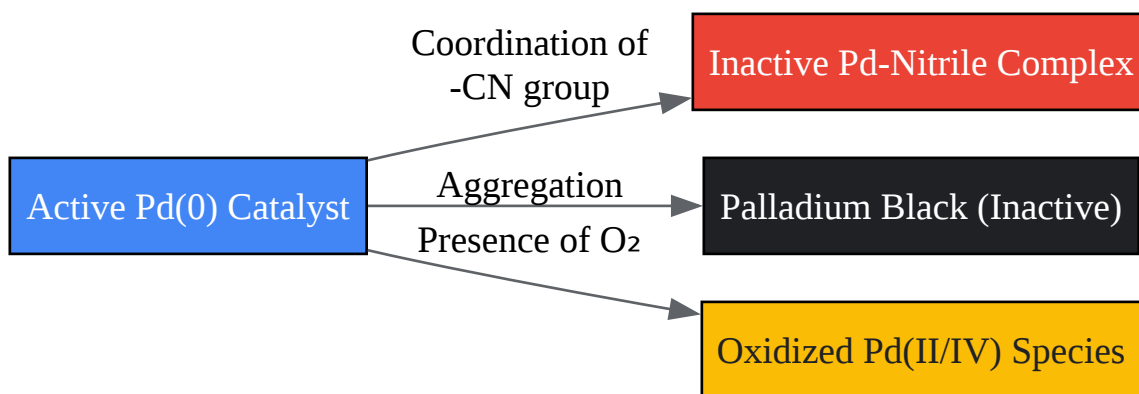 Coordination of
-CN group
Inactive Pd-Nitrile Complex
Active Pd(0) Catalyst
Aggregation
Palladium Black (Inactive)
Presence of O₂
Oxidized Pd(II/IV) Species